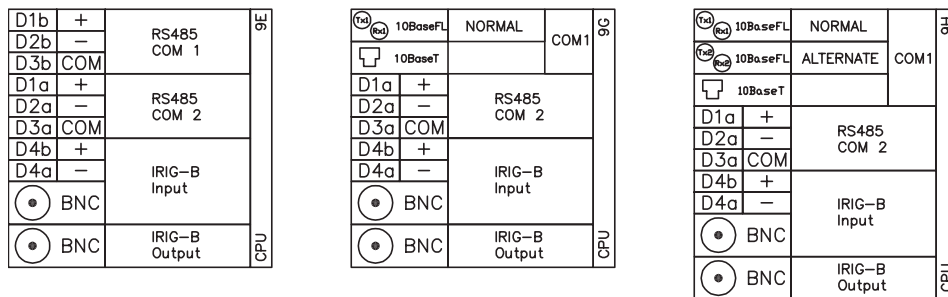 D1b + RS485 9E
D2b − COM 1
D3b COM
D1a + RS485
D2a − COM 2
D3a COM
D4b +
D4a − IRIG-B
BNC Input
BNC IRIG-B CPU
Output
Tx1 Rx1 10BaseFL NORMAL COM1 9G
10BaseT
D1a + RS485
D2a − COM 2
D3a COM
D4b +
D4a − IRIG-B
BNC Input
BNC IRIG-B CPU
Output
Tx1 Rx1 10BaseFL NORMAL 9H
Tx2 Rx2 10BaseFL ALTERNATE COM1
10BaseT
D1a + RS485
D2a − COM 2
D3a COM
D4b +
D4a − IRIG-B
BNC Input
BNC IRIG-B CPU
Output